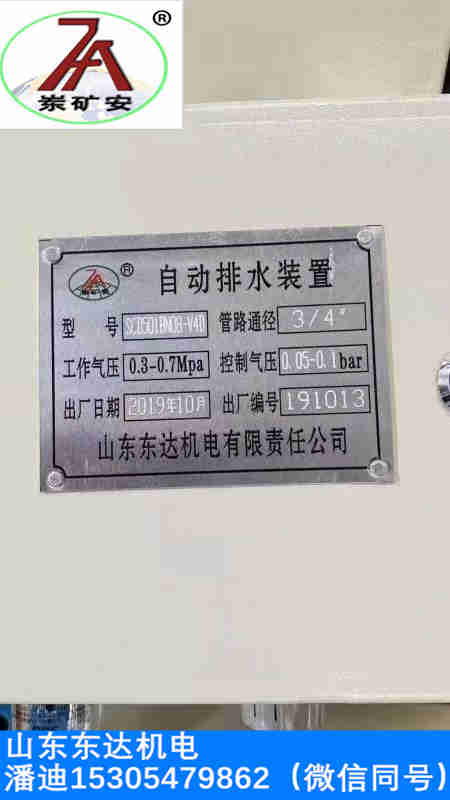 ®
崇矿安
®
自动排水装置
型 号 SCD501BN08-V40 管路通径 3/4"
工作气压 0.3-0.7Mpa 控制气压 0.05-0.1bar
出厂日期 2019年10月 出厂编号 191013
山东东达机电有限责任公司
山东东达机电
潘迪15305479862（微信同号）